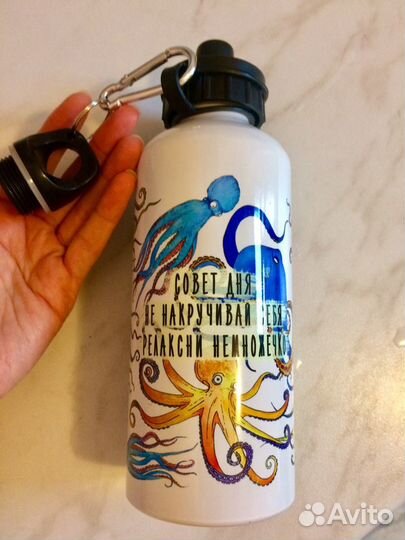 СОВЕТ ДНЯ
НЕ НАКРУЧИВАЙ СЕБЯ
РЕЛАКСНИ НЕМНОЖЕЧКО
Avito